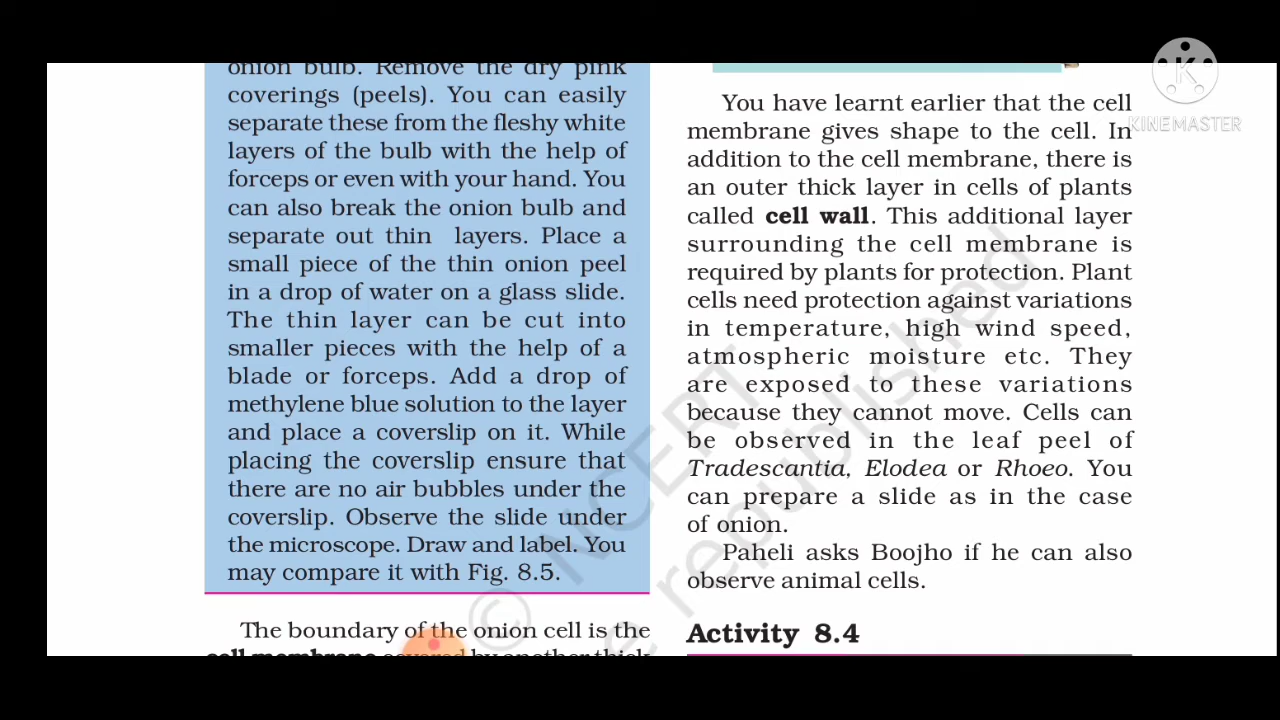 onion bulb. Remove the dry pink
coverings (peels). You can easily
separate these from the fleshy white
layers of the bulb with the help of
forceps or even with your hand. You
can also break the onion bulb and
separate out thin layers. Place a
small piece of the thin onion peel
in a drop of water on a glass slide.
The thin layer can be cut into
smaller pieces with the help of a
blade or forceps. Add a drop of
methylene blue solution to the layer
and place a coverslip on it. While
placing the coverslip ensure that
there are no air bubbles under the
coverslip. Observe the slide under
the microscope. Draw and label. You
may compare it with Fig. 8.5.
The boundary of the onion cell is the
cell membrane covered by another thick
You have learnt earlier that the cell
membrane gives shape to the cell. In
addition to the cell membrane, there is
an outer thick layer in cells of plants
called cell wall. This additional layer
surrounding the cell membrane is
required by plants for protection. Plant
cells need protection against variations
in temperature, high wind speed,
atmospheric moisture etc. They
are exposed to these variations
because they cannot move. Cells can
be observed in the leaf peel of
Tradescantia, Elodea or Rhoeo. You
can prepare a slide as in the case
of onion.
Paheli asks Boojho if he can also
observe animal cells.
Activity 8.4
© NCERT
e republished
K
KINEMASTER